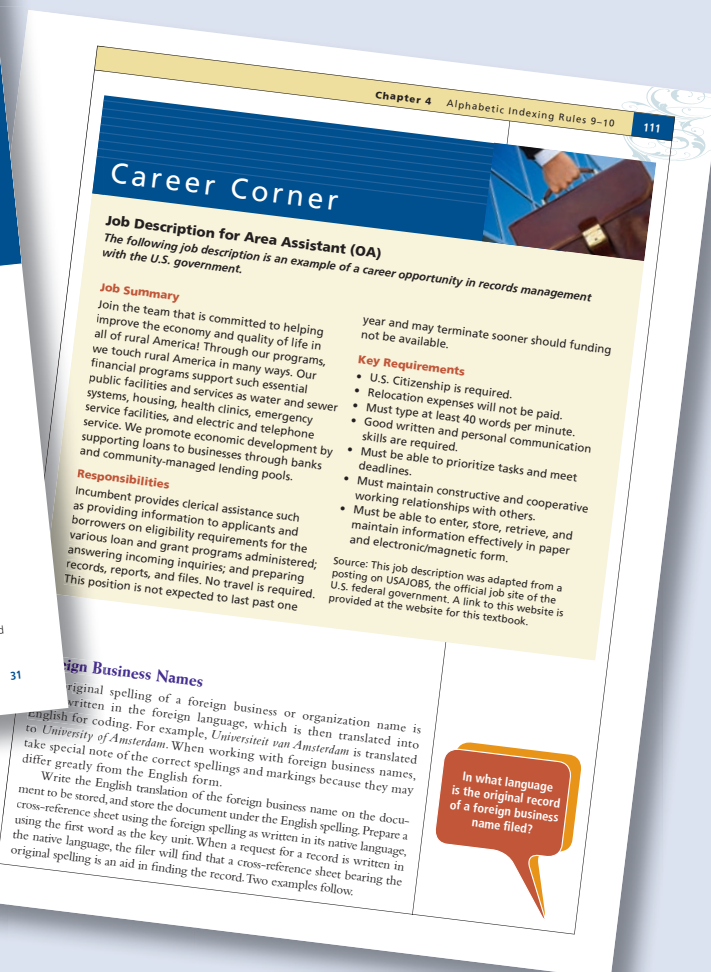 Chapter 4 Alphabetic Indexing Rules 9–10 111
Career Corner
Job Description for Area Assistant (OA)
The following job description is an example of a career opportunity in records management
with the U.S. government.
Job Summary
Join the team that is committed to helping
improve the economy and quality of life in
all of rural America! Through our programs,
we touch rural America in many ways. Our
financial programs support such essential
public facilities and services as water and sewer
systems, housing, health clinics, emergency
service facilities, and electric and telephone
service. We promote economic development by
supporting loans to businesses through banks
and community-managed lending pools.
Responsibilities
Incumbent provides clerical assistance such
as providing information to applicants and
borrowers on eligibility requirements for the
various loan and grant programs administered;
answering incoming inquiries; and preparing
records, reports, and files. No travel is required.
This position is not expected to last past one
year and may terminate sooner should funding
not be available.
Key Requirements
• U.S. Citizenship is required.
• Relocation expenses will not be paid.
• Must type at least 40 words per minute.
• Good written and personal communication
skills are required.
• Must be able to prioritize tasks and meet
deadlines.
• Must maintain constructive and cooperative
working relationships with others.
• Must be able to enter, store, retrieve, and
maintain information effectively in paper
and electronic/magnetic form.
Source: This job description was adapted from a
posting on USAJOBS, the official job site of the
U.S. federal government. A link to this website is
provided at the website for this textbook.
31
Business Names
original spelling of a foreign business or organization name is
written in the foreign language, which is then translated into
English for coding. For example, Universiteit van Amsterdam is translated
to University of Amsterdam. When working with foreign business names,
take special note of the correct spellings and markings because they may
differ greatly from the English form.
Write the English translation of the foreign business name on the docu-
ment to be stored, and store the document under the English spelling. Prepare a
cross-reference sheet using the foreign spelling as written in its native language,
using the first word as the key unit. When a request for a record is written in
the native language, the filer will find that a cross-reference sheet bearing the
original spelling is an aid in finding the record. Two examples follow.
In what language
is the original record
of a foreign business
name filed?